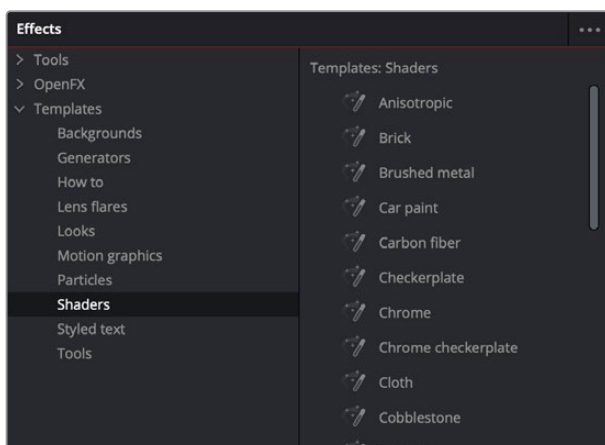 Effects
Tools
OpenFX
Templates
Backgrounds
Generators
How to
Lens flares
Looks
Motion graphics
Particles
Shaders
Styled text
Tools
Templates: Shaders
Anisotropic
Brick
Brushed metal
Car paint
Carbon fiber
Checkerplate
Chrome
Chrome checkerplate
Cloth
Cobblestone